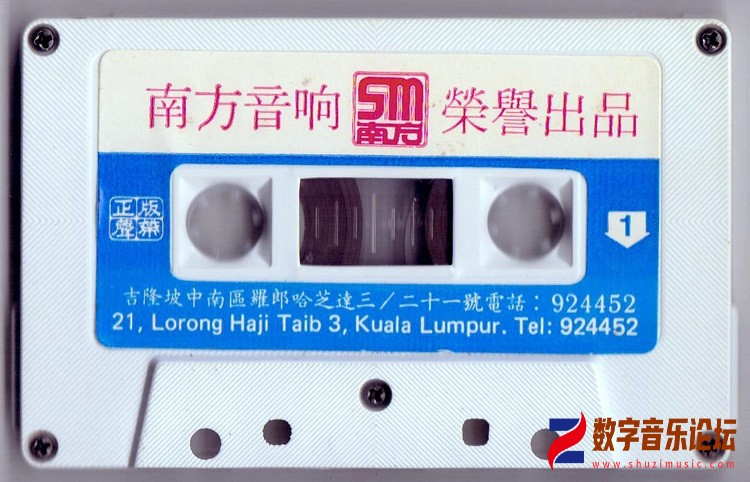 南方音响 SM 南方 榮譽出品
正版
聲藥
1
吉隆坡中南區羅郎哈芝達三／二十一號電話：924452
21, Lorong Haji Taib 3, Kuala Lumpur. Tel: 924452
数字音乐论坛
www.shuzimusic.com